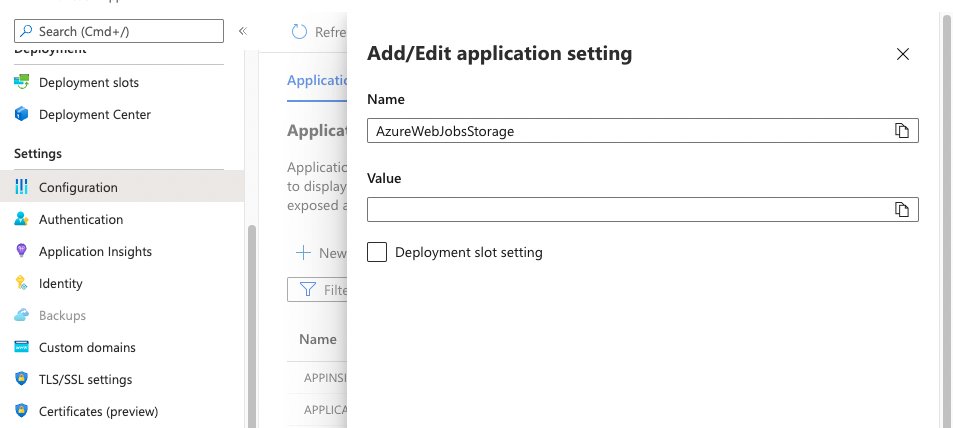 Search (Cmd+/)
«
Deployment
Deployment slots
Deployment Center
Settings
Configuration
Authentication
Application Insights
Identity
Backups
Custom domains
TLS/SSL settings
Certificates (preview)
Refre
Applicatio
Applicat
Applicatio
to display
exposed a
New
Filte
Name
APPINSI
APPLICA
Add/Edit application setting
Name
AzureWebJobsStorage
Value
Deployment slot setting